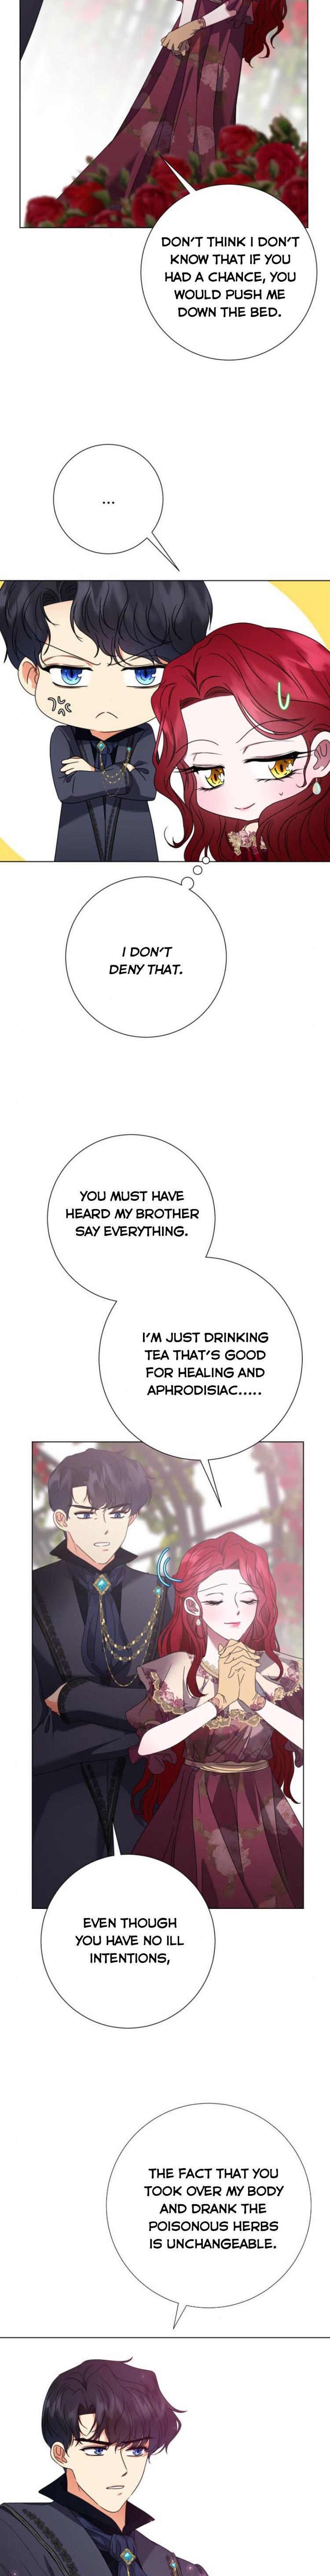 DON'T THINK I DON'T
KNOW THAT IF YOU
HAD A CHANCE, YOU
WOULD PUSH ME
DOWN THE BED.
...
I DON'T
DENY THAT.
YOU MUST HAVE
HEARD MY BROTHER
SAY EVERYTHING.
I'M JUST DRINKING
TEA THAT'S GOOD
FOR HEALING AND
APHRODISIAC.....
EVEN THOUGH
YOU HAVE NO ILL
INTENTIONS,
THE FACT THAT YOU
TOOK OVER MY BODY
AND DRANK THE
POISONOUS HERBS
IS UNCHANGEABLE.